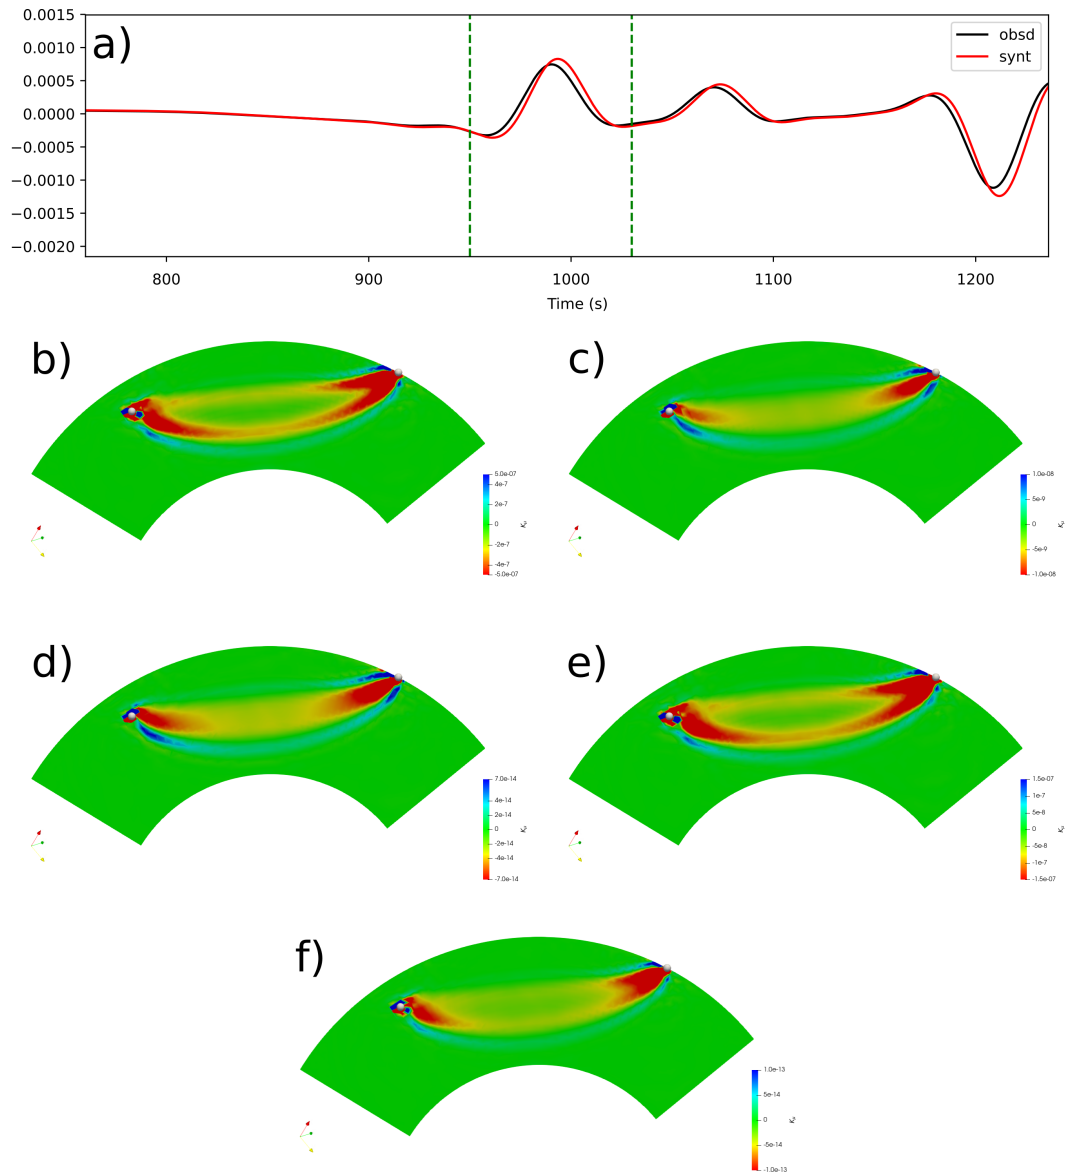 a)
0.0015
0.0010
0.0005
0.0000
−0.0005
−0.0010
−0.0015
−0.0020
obsd
synt
800 900 1000 1100 1200
Time (s)
b)
5.0e-07
4e-7
2e-7
0
-2e-7
-4e-7
-5.0e-07
c)
1.0e-08
5e-9
0
-5e-9
-1.0e-08
d)
7.0e-14
4e-14
2e-14
0
-2e-14
-4e-14
-7.0e-14
e)
1.5e-07
1e-7
5e-8
0
-5e-8
-1e-7
-1.5e-07
f)
1.0e-13
5e-14
0
-5e-14
-1.0e-13